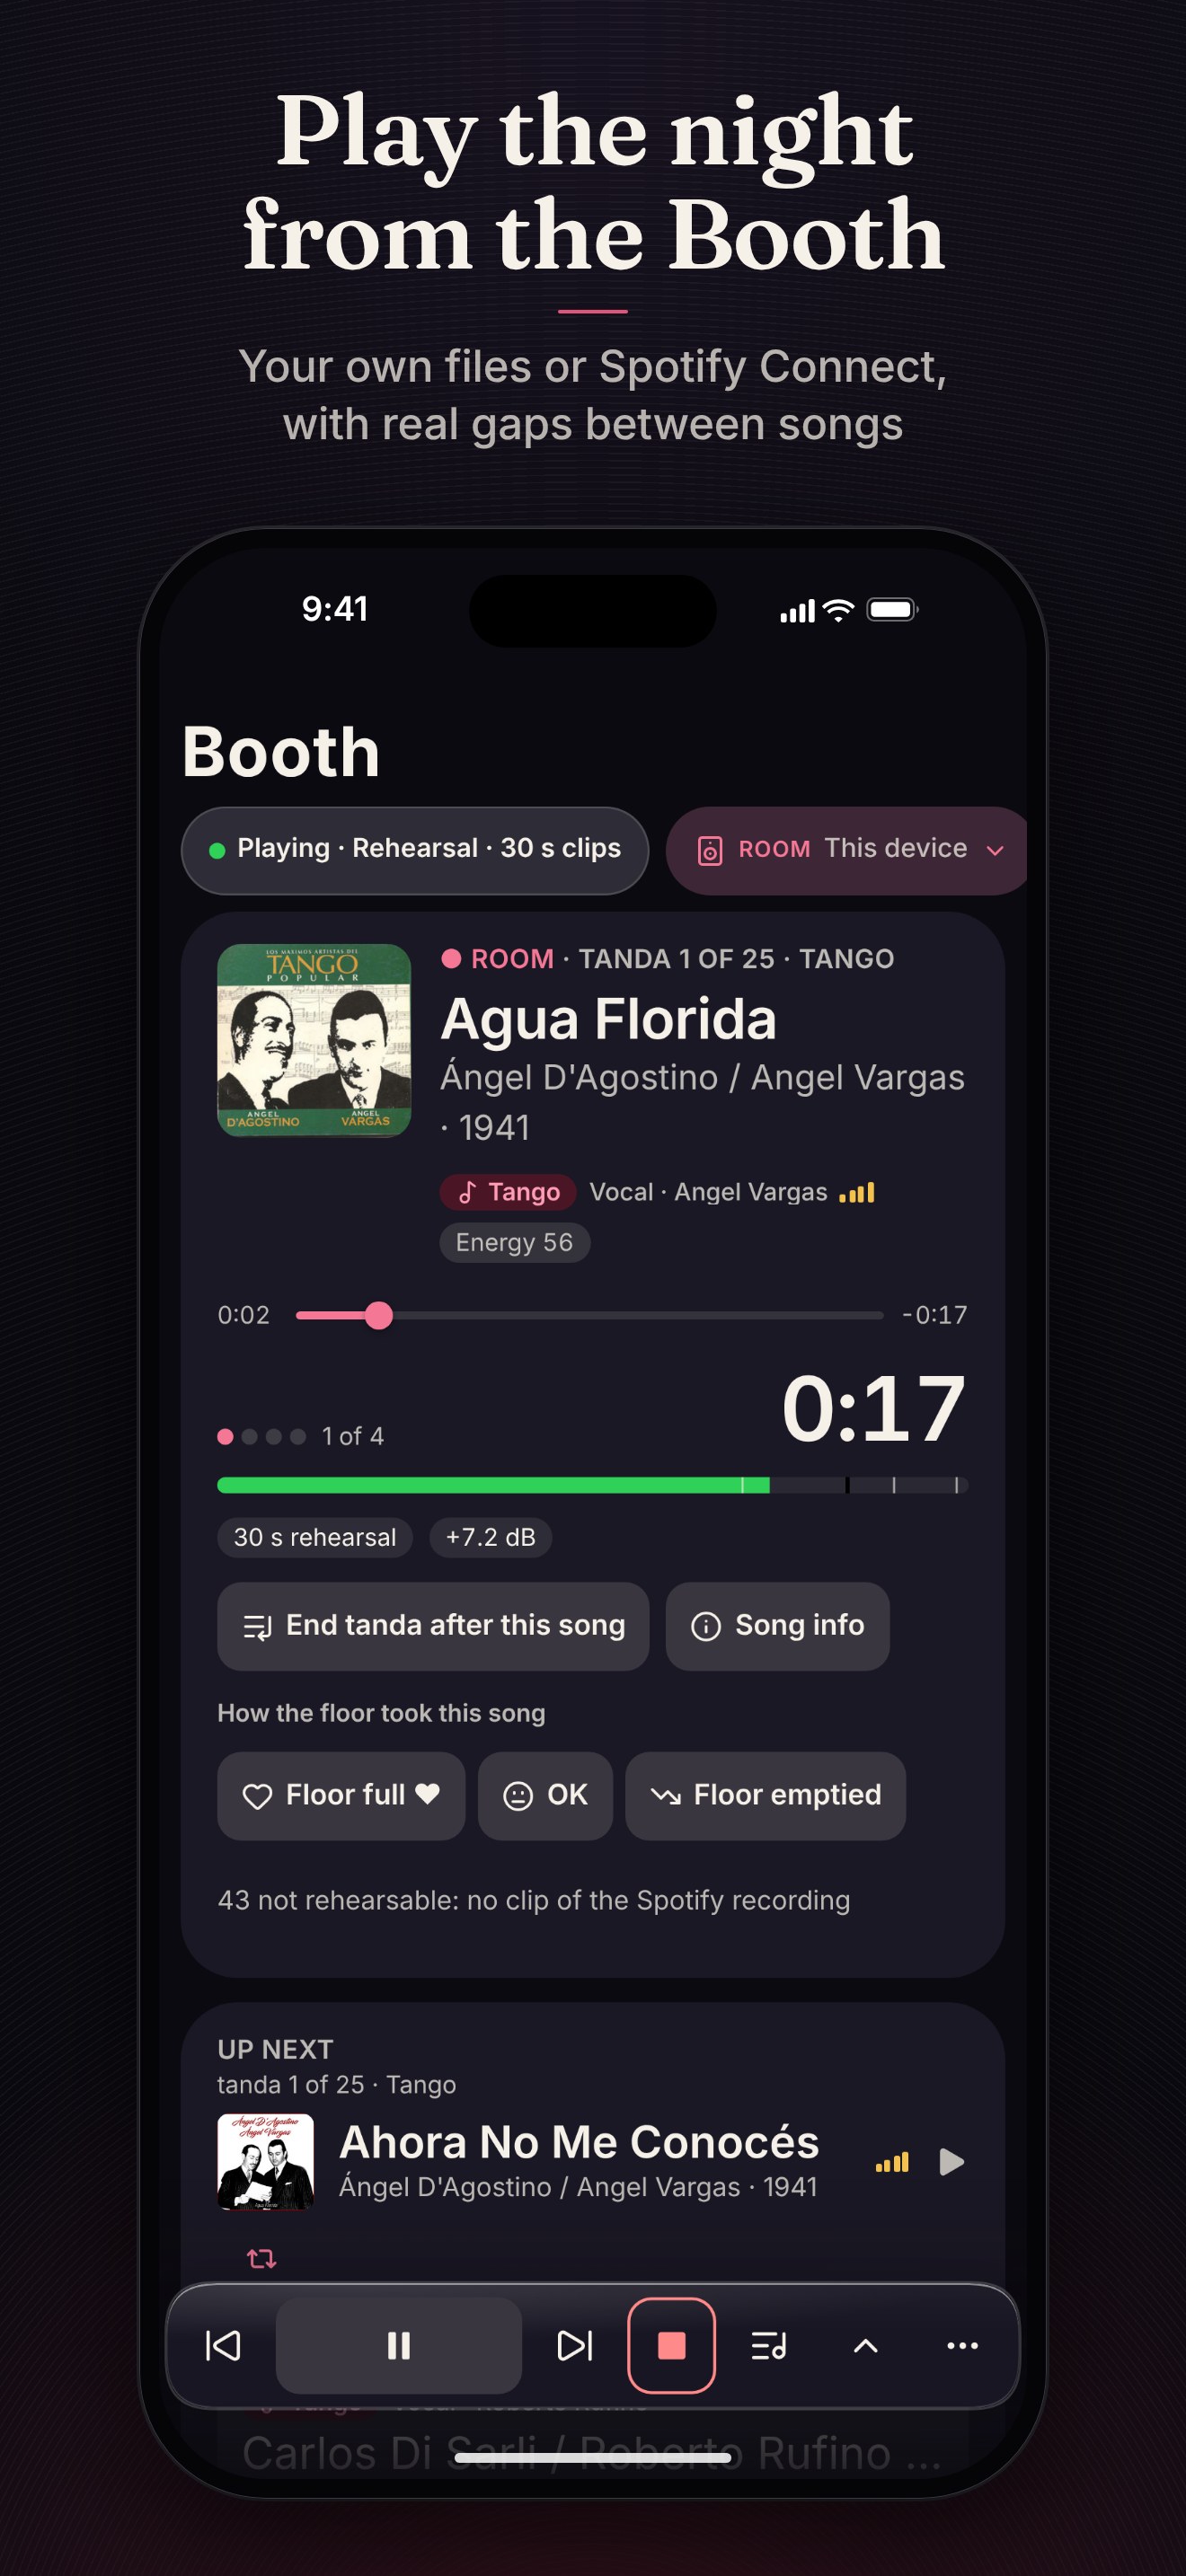 Play the night
from the Booth
Your own files or Spotify Connect,
with real gaps between songs
9:41
Booth
Playing · Rehearsal · 30 s clips
ROOM This device
LOS MAXIMOS ARTISTAS DEL
TANGO
POPULAR
ANGEL D'AGOSTINO
ANGEL VARGAS
ROOM · TANDA 1 OF 25 · TANGO
Agua Florida
Ángel D'Agostino / Angel Vargas
· 1941
Tango Vocal · Angel Vargas
Energy 56
0:02 -0:17
0:17
1 of 4
30 s rehearsal +7.2 dB
End tanda after this song Song info
How the floor took this song
Floor full ♥ OK Floor emptied
43 not rehearsable: no clip of the Spotify recording
UP NEXT
tanda 1 of 25 · Tango
Angel D'Agostino
Angel Vargas
Ahora No Me Conocés
Ángel D'Agostino / Angel Vargas · 1941
Carlos Di Sarli / Roberto Rufino ...